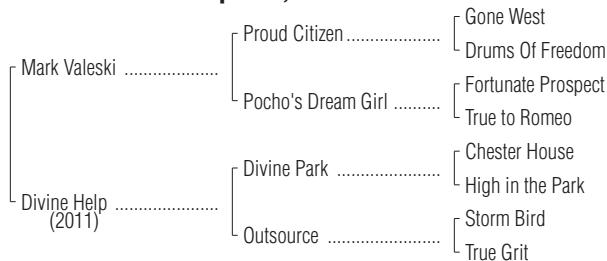 Gone West
Proud Citizen ....................
Drums Of Freedom
Mark Valeski .....................
Fortunate Prospect
Pocho's Dream Girl ..........
True to Romeo
Chester House
Divine Park .....................
High in the Park
Divine Help .......................
(2011)
Storm Bird
Outsource .......................
True Grit